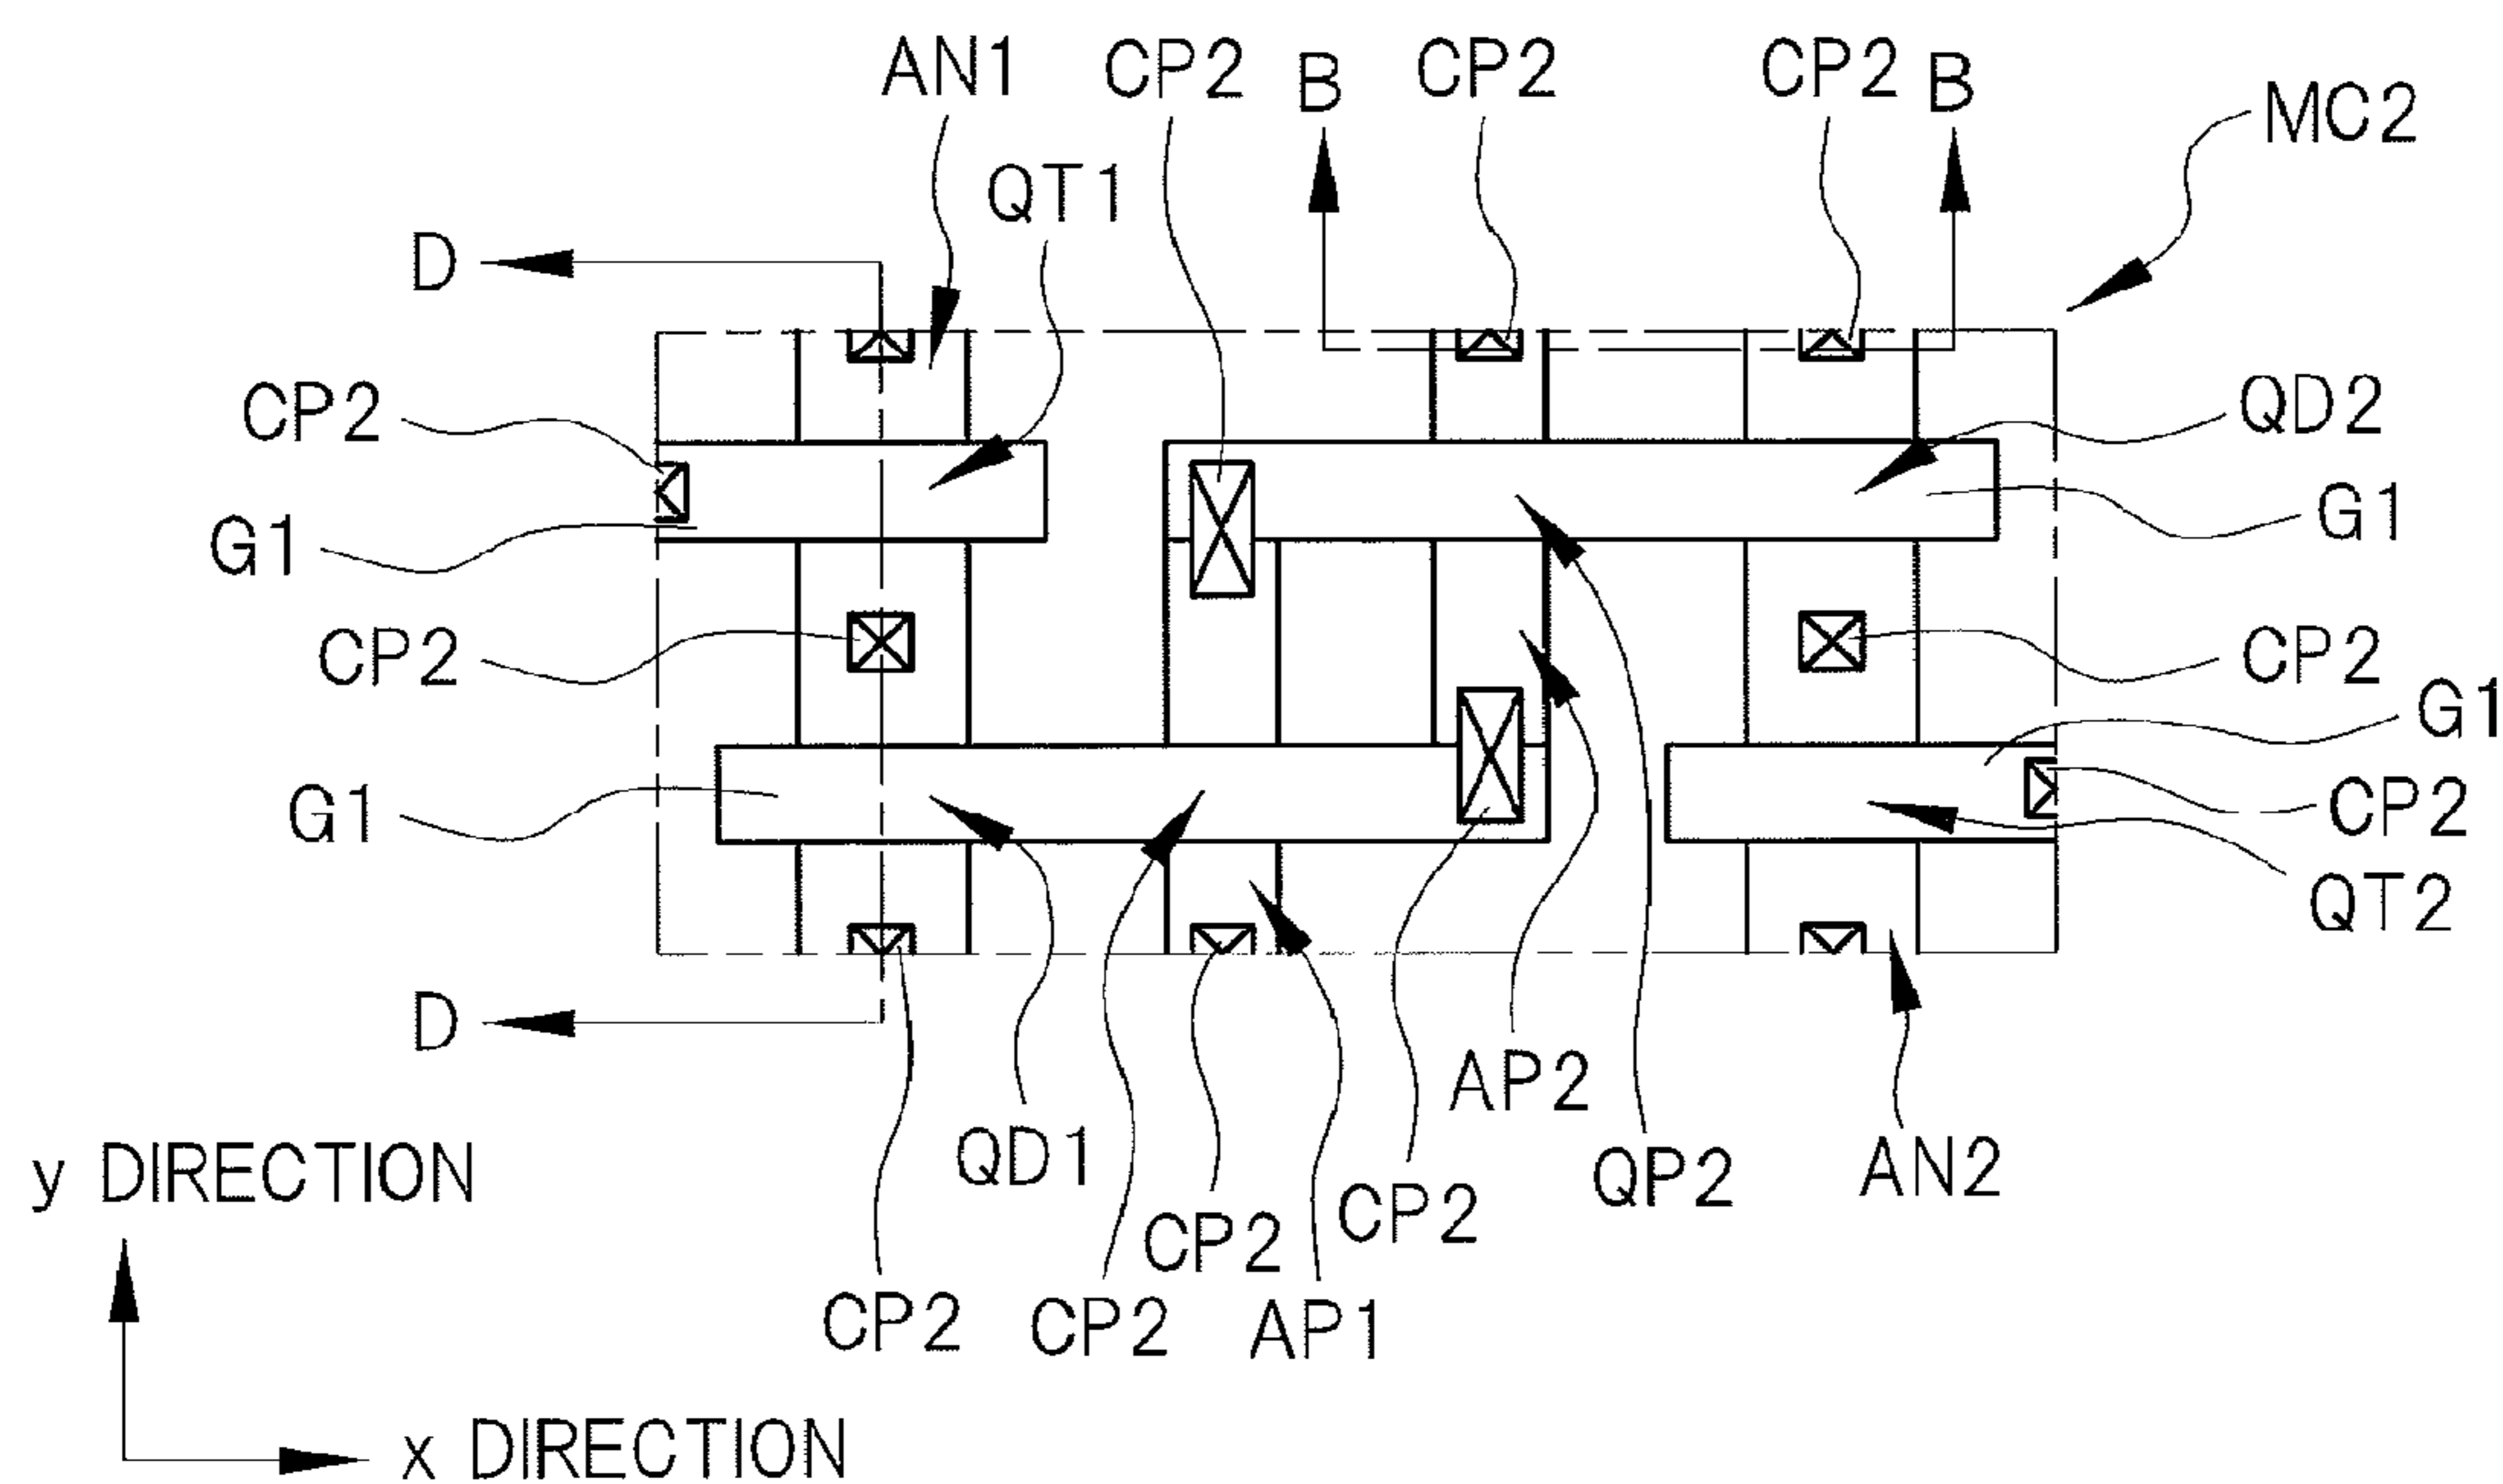 AN1
CP2
B
CP2
CP2
B
MC2
QT1
D
CP2
QD2
G1
G1
CP2
CP2
G1
G1
CP2
QT2
D
AP2
QD1
CP2
QP2
AN2
y DIRECTION
CP2
CP2
CP2
AP1
x DIRECTION